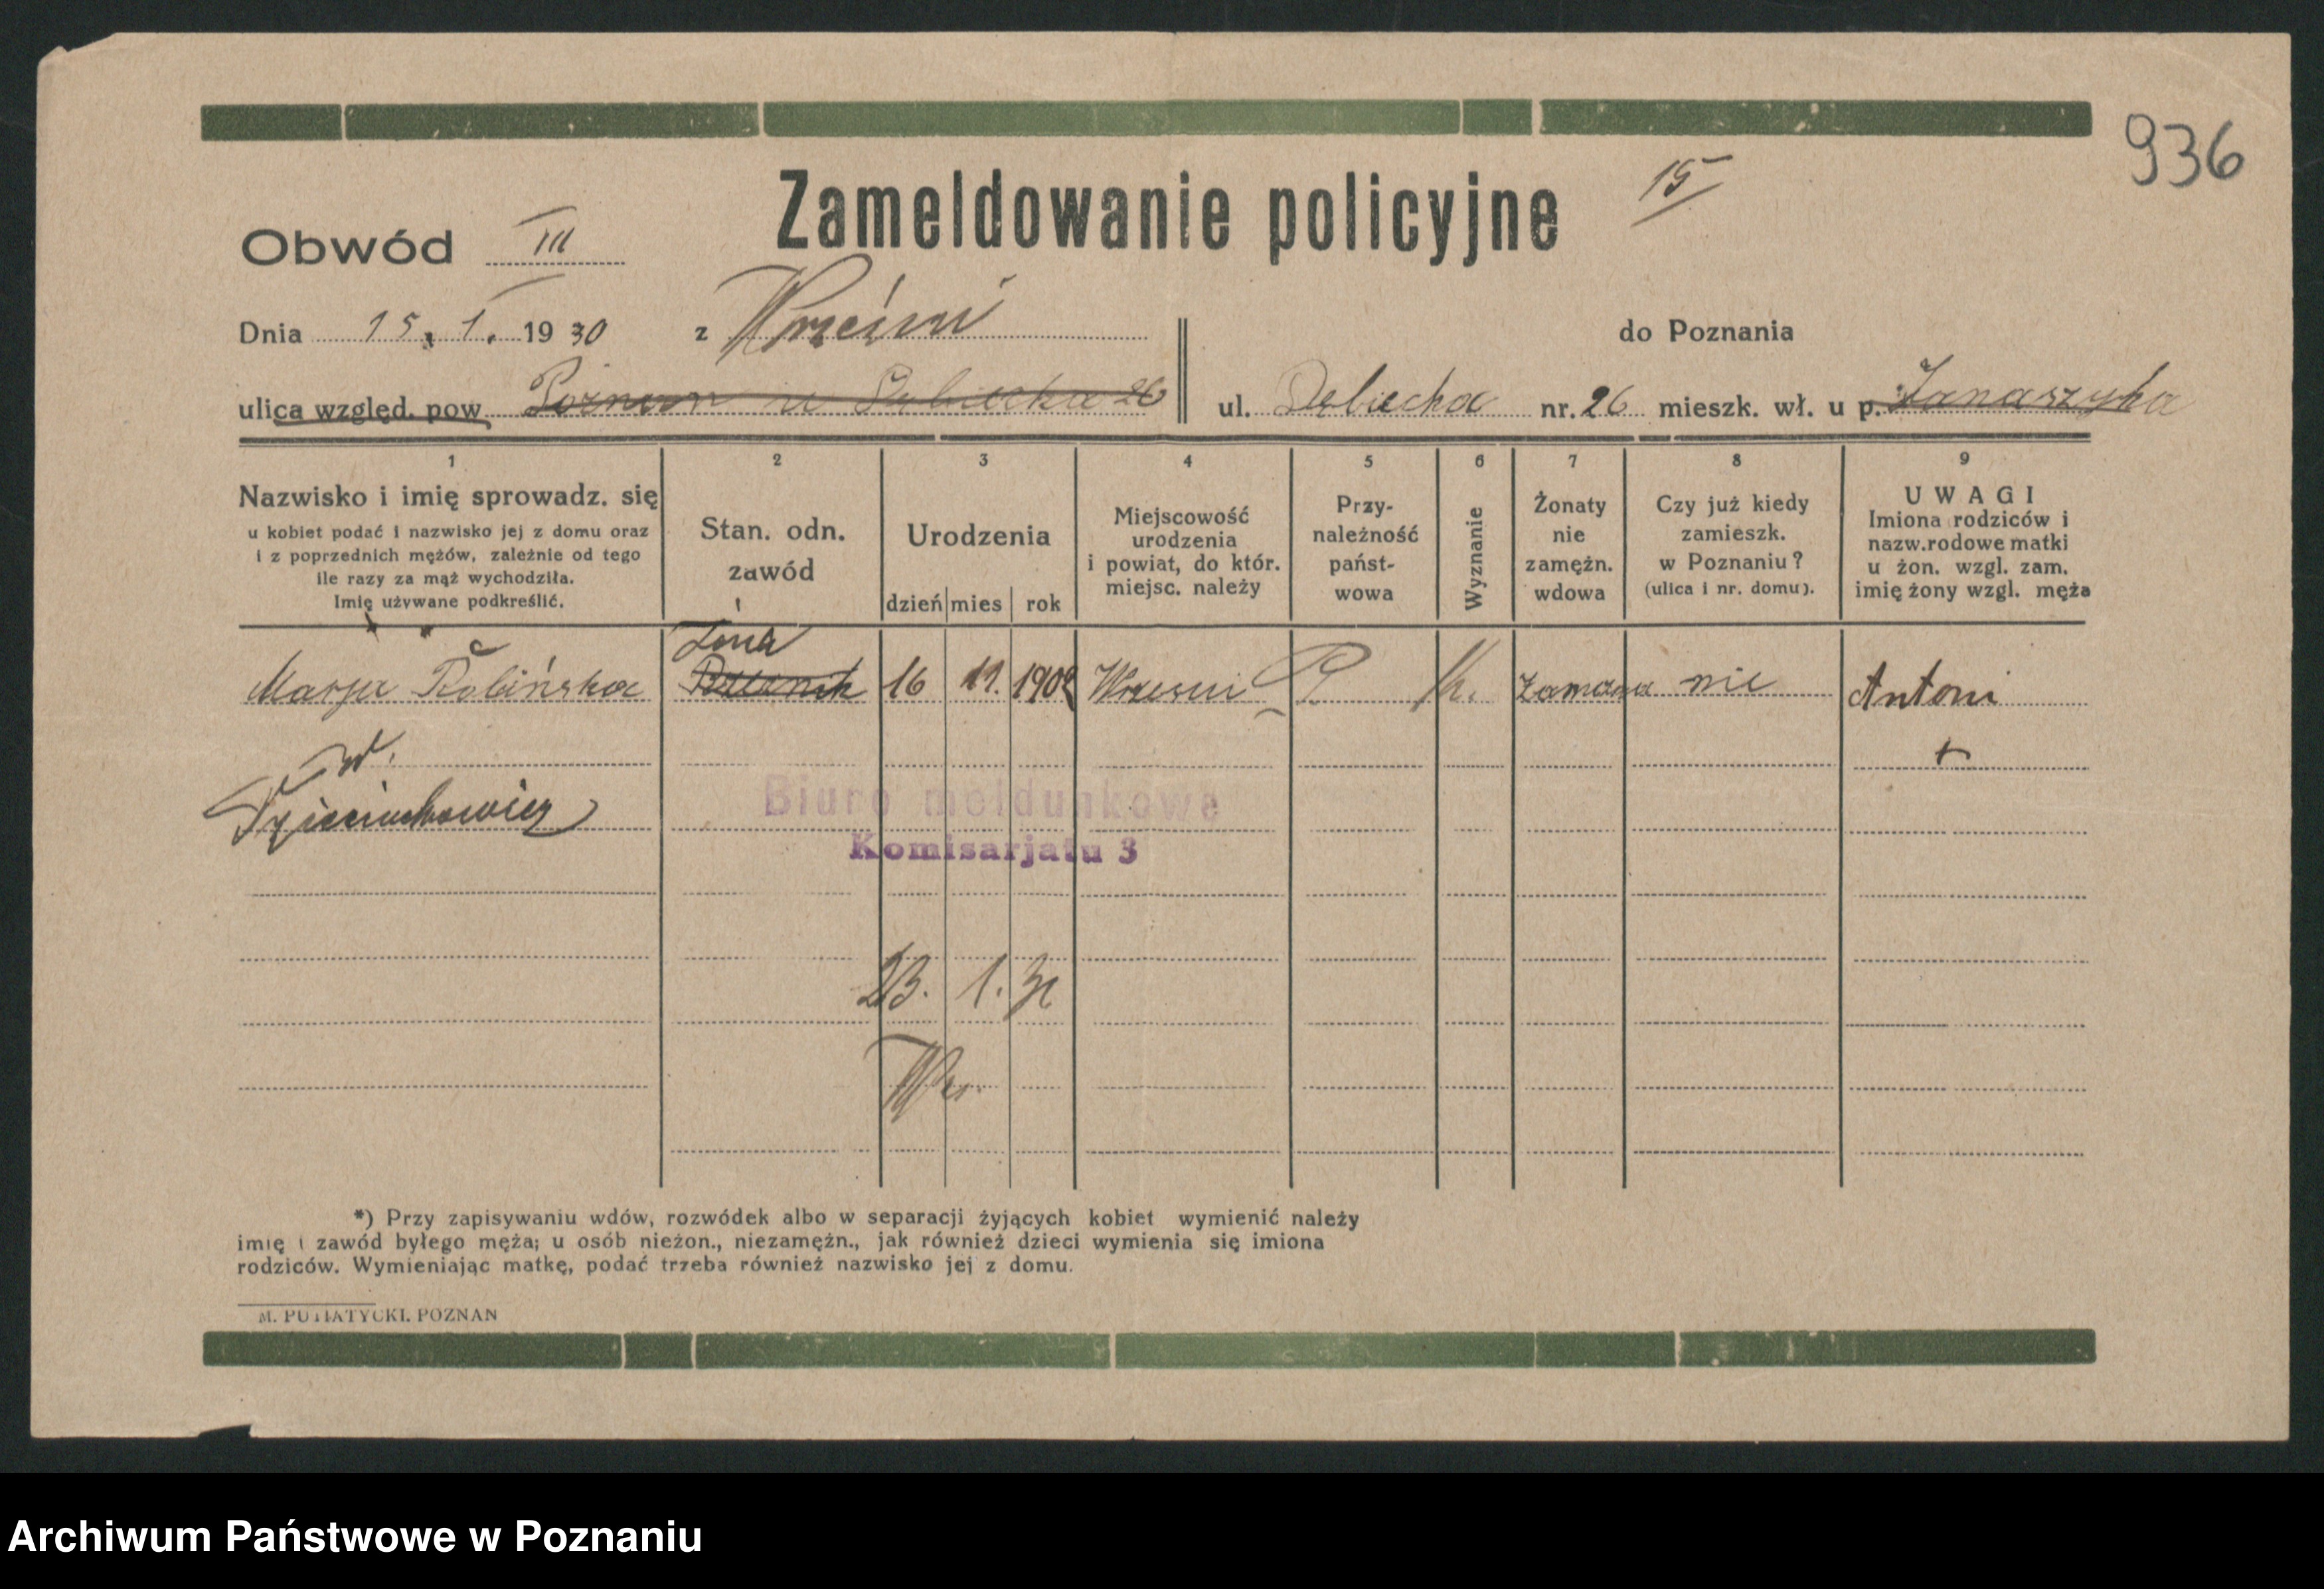 936
Zameldowanie policyjne
15
Obwód III
Dnia 15. 1. 1930 z Wrześni do Poznania
ulica względ. pow. Poznań u Dębiecka 26 ul. Debiecka nr. 26 mieszk. wł. u p. Janaszyka
1 2 3 4 5 6 7 8 9
Nazwisko i imię sprowadz. się
u kobiet podać i nazwisko jej z domu oraz
i z poprzednich mężów, zależnie od tego
ile razy za mąż wychodziła.
Imię używane podkreślić.
Stan. odn.
zawód
Urodzenia
dzień mies rok
Miejscowość
urodzenia
i powiat, do któr.
miejsc. należy
Przy-
należność
państ-
wowa
Wyznanie
Żonaty
nie
zamężn.
wdowa
Czy już kiedy
zamieszk.
w Poznaniu?
(ulica i nr. domu).
UWAGI
Imiona rodziców i
nazw. rodowe matki
u żon. wzgl. zam.
imię żony wzgl. męża
żona
Marja 16 11. 1902 Wrześni P k. zamężna nie Antoni
+
Biuro meldunkowe
Komisarjatu 3
23. 1. 30
*) Przy zapisywaniu wdów, rozwódek albo w separacji żyjących kobiet wymienić należy
imię i zawód byłego męża; u osób nieżon., niezamężn., jak również dzieci wymienia się imiona
rodziców. Wymieniając matkę, podać trzeba również nazwisko jej z domu.
M. PUTIATYCKI. POZNAN
Archiwum Państwowe w Poznaniu